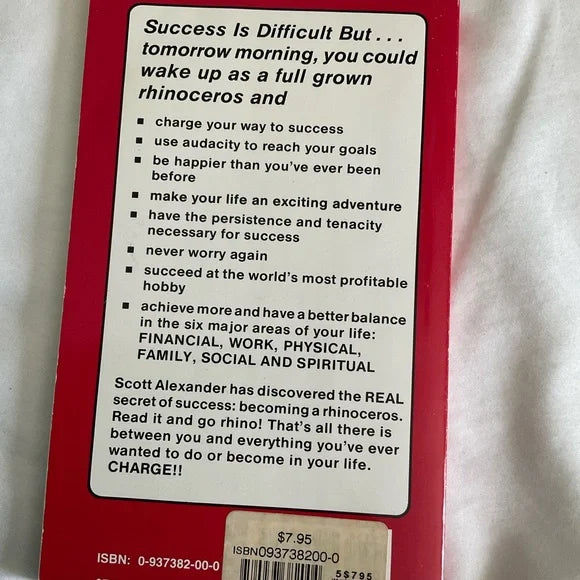 Success Is Difficult But...
tomorrow morning, you could
wake up as a full grown
rhinoceros and
■ charge your way to success
■ use audacity to reach your goals
■ be happier than you've ever been
before
■ make your life an exciting adventure
■ have the persistence and tenacity
necessary for success
■ never worry again
■ succeed at the world's most profitable
hobby
■ achieve more and have a better balance
in the six major areas of your life:
FINANCIAL, WORK, PHYSICAL,
FAMILY, SOCIAL AND SPIRITUAL
Scott Alexander has discovered the REAL
secret of success: becoming a rhinoceros.
Read it and go rhino! That's all there is
between you and everything you've ever
wanted to do or become in your life.
CHARGE!!
$7.95
ISBN093738200-0
ISBN: 0-937382-00-0
5$795